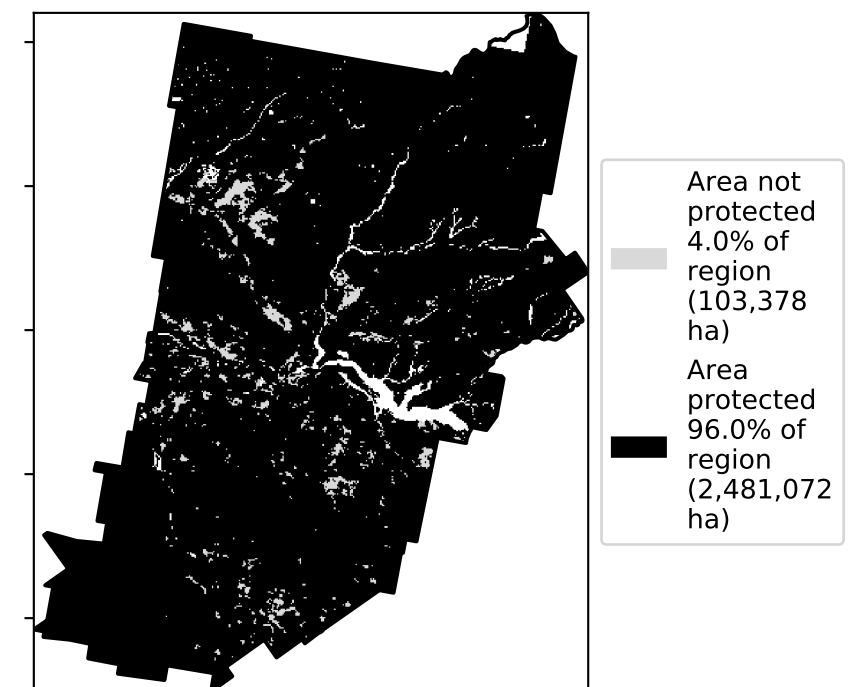 Area not
protected
4.0% of
region
(103,378
ha)
Area
protected
96.0% of
region
(2,481,072
ha)